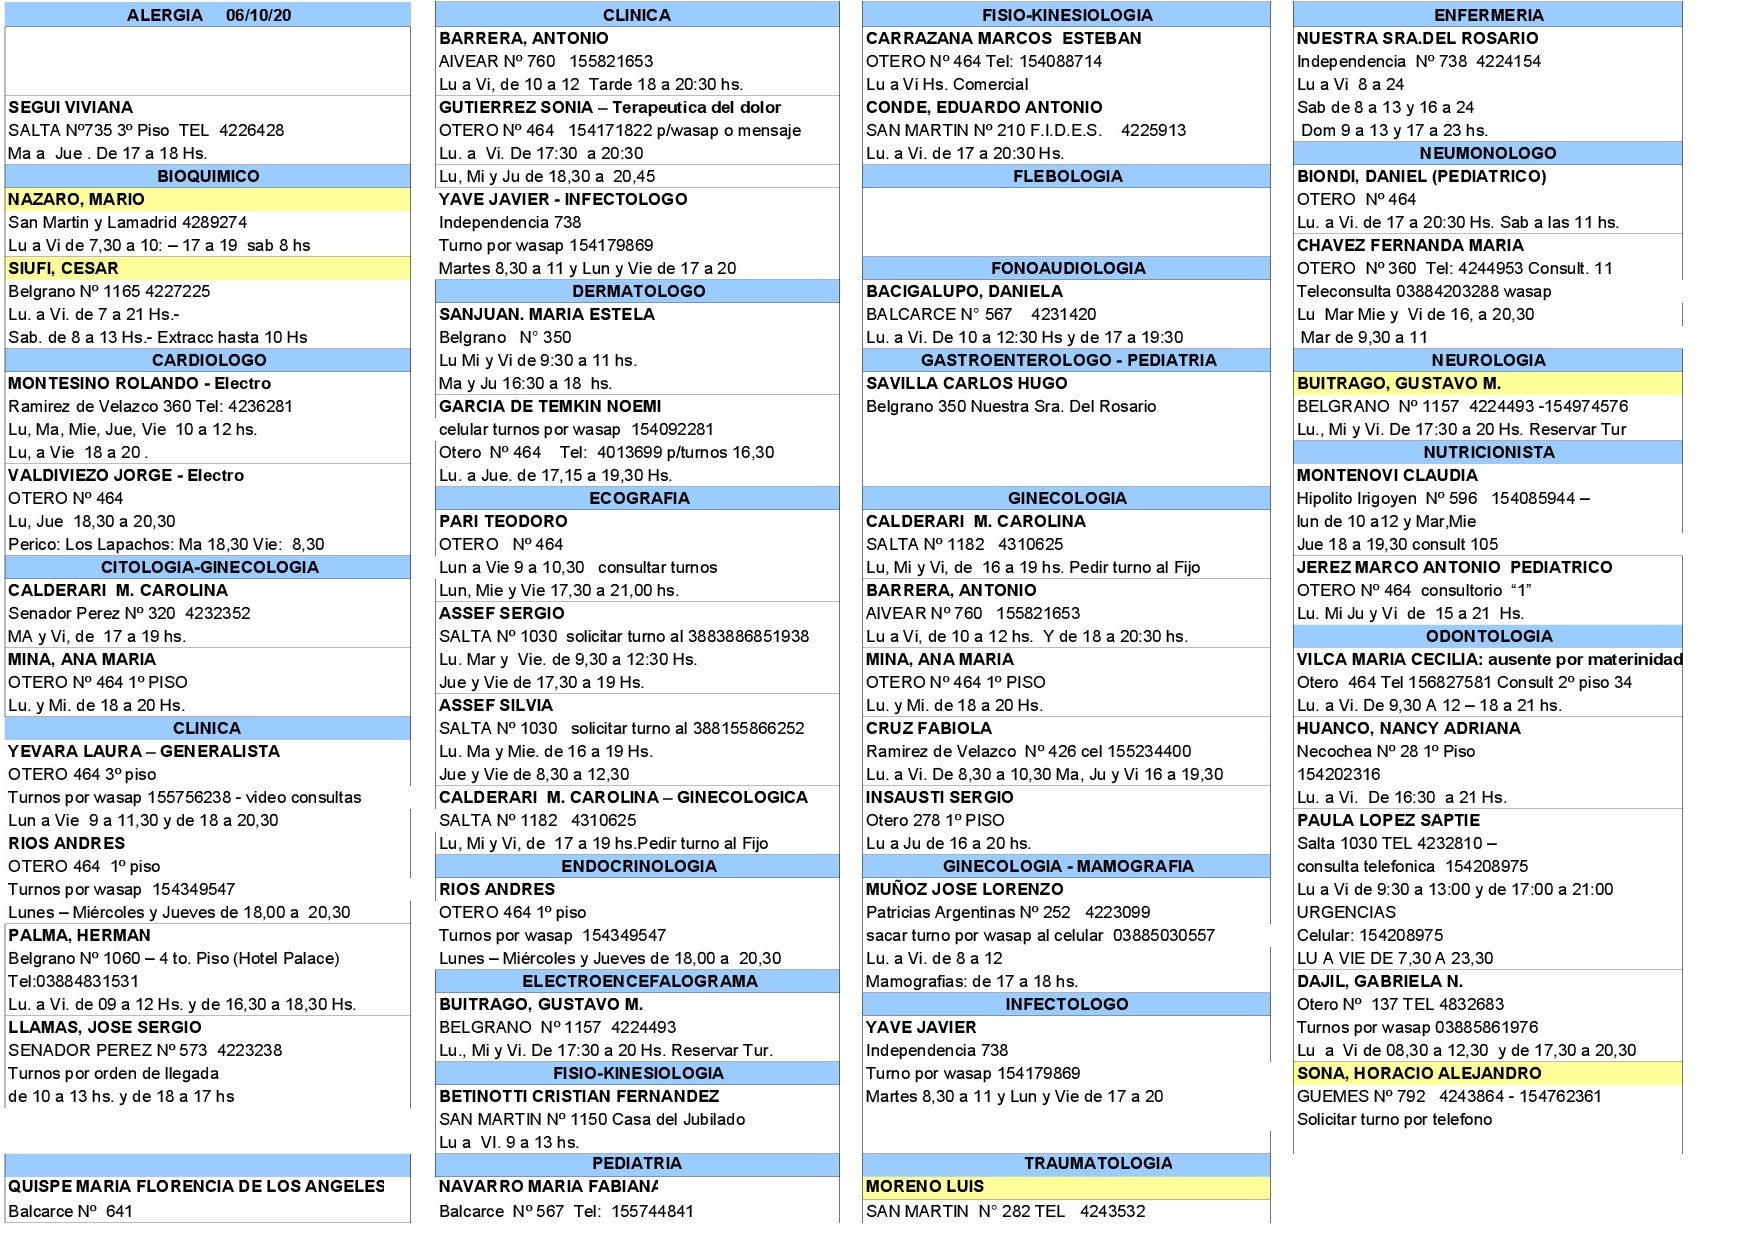 ALERGIA 06/10/20
SEGUI VIVIANA
SALTA Nº735 3º Piso TEL 4226428
Ma a Jue . De 17 a 18 Hs.
BIOQUIMICO
NAZARO, MARIO
San Martin y Lamadrid 4289274
Lu a Vi de 7,30 a 10: – 17 a 19 sab 8 hs
SIUFI, CESAR
Belgrano Nº 1165 4227225
Lu. a Vi. de 7 a 21 Hs.-
Sab. de 8 a 13 Hs.- Extracc hasta 10 Hs
CARDIOLOGO
MONTESINO ROLANDO - Electro
Ramirez de Velazco 360 Tel: 4236281
Lu, Ma, Mie, Jue, Vie 10 a 12 hs.
Lu, a Vie 18 a 20 .
VALDIVIEZO JORGE - Electro
OTERO Nº 464
Lu, Jue 18,30 a 20,30
Perico: Los Lapachos: Ma 18,30 Vie: 8,30
CITOLOGIA-GINECOLOGIA
CALDERARI M. CAROLINA
Senador Perez Nº 320 4232352
MA y Vi, de 17 a 19 hs.
MINA, ANA MARIA
OTERO Nº 464 1º PISO
Lu. y Mi. de 18 a 20 Hs.
CLINICA
YEVARA LAURA – GENERALISTA
OTERO 464 3º piso
Turnos por wasap 155756238 - video consultas
Lun a Vie 9 a 11,30 y de 18 a 20,30
RIOS ANDRES
OTERO 464 1º piso
Turnos por wasap 154349547
Lunes – Miércoles y Jueves de 18,00 a 20,30
PALMA, HERMAN
Belgrano Nº 1060 – 4 to. Piso (Hotel Palace)
Tel:03884831531
Lu. a Vi. de 09 a 12 Hs. y de 16,30 a 18,30 Hs.
LLAMAS, JOSE SERGIO
SENADOR PEREZ Nº 573 4223238
Turnos por orden de llegada
de 10 a 13 hs. y de 18 a 17 hs
QUISPE MARIA FLORENCIA DE LOS ANGELES
Balcarce Nº 641
CLINICA
BARRERA, ANTONIO
AlVEAR Nº 760 155821653
Lu a Vi, de 10 a 12 Tarde 18 a 20:30 hs.
GUTIERREZ SONIA – Terapeutica del dolor
OTERO Nº 464 154171822 p/wasap o mensaje
Lu. a Vi. De 17:30 a 20:30
Lu, Mi y Ju de 18,30 a 20,45
YAVE JAVIER - INFECTOLOGO
Independencia 738
Turno por wasap 154179869
Martes 8,30 a 11 y Lun y Vie de 17 a 20
DERMATOLOGO
SANJUAN. MARIA ESTELA
Belgrano N° 350
Lu Mi y Vi de 9:30 a 11 hs.
Ma y Ju 16:30 a 18 hs.
GARCIA DE TEMKIN NOEMI
celular turnos por wasap 154092281
Otero Nº 464 Tel: 4013699 p/turnos 16,30
Lu. a Jue. de 17,15 a 19,30 Hs.
ECOGRAFIA
PARI TEODORO
OTERO Nº 464
Lun a Vie 9 a 10,30 consultar turnos
Lun, Mie y Vie 17,30 a 21,00 hs.
ASSEF SERGIO
SALTA Nº 1030 solicitar turno al 3883886851938
Lu. Mar y Vie. de 9,30 a 12:30 Hs.
Jue y Vie de 17,30 a 19 Hs.
ASSEF SILVIA
SALTA Nº 1030 solicitar turno al 388155866252
Lu. Ma y Mie. de 16 a 19 Hs.
Jue y Vie de 8,30 a 12,30
CALDERARI M. CAROLINA – GINECOLOGICA
SALTA Nº 1182 4310625
Lu, Mi y Vi, de 17 a 19 hs.Pedir turno al Fijo
ENDOCRINOLOGIA
RIOS ANDRES
OTERO 464 1º piso
Turnos por wasap 154349547
Lunes – Miércoles y Jueves de 18,00 a 20,30
ELECTROENCEFALOGRAMA
BUITRAGO, GUSTAVO M.
BELGRANO Nº 1157 4224493
Lu., Mi y Vi. De 17:30 a 20 Hs. Reservar Tur.
FISIO-KINESIOLOGIA
BETINOTTI CRISTIAN FERNANDEZ
SAN MARTIN Nº 1150 Casa del Jubilado
Lu a VI. 9 a 13 hs.
PEDIATRIA
NAVARRO MARIA FABIANA
Balcarce Nº 567 Tel: 155744841
FISIO-KINESIOLOGIA
CARRAZANA MARCOS ESTEBAN
OTERO Nº 464 Tel: 154088714
Lu a Vi Hs. Comercial
CONDE, EDUARDO ANTONIO
SAN MARTIN Nº 210 F.I.D.E.S. 4225913
Lu. a Vi. de 17 a 20:30 Hs.
FLEBOLOGIA
FONOAUDIOLOGIA
BACIGALUPO, DANIELA
BALCARCE N° 567 4231420
Lu. a Vi. De 10 a 12:30 Hs y de 17 a 19:30
GASTROENTEROLOGO - PEDIATRIA
SAVILLA CARLOS HUGO
Belgrano 350 Nuestra Sra. Del Rosario
GINECOLOGIA
CALDERARI M. CAROLINA
SALTA Nº 1182 4310625
Lu, Mi y Vi, de 16 a 19 hs. Pedir turno al Fijo
BARRERA, ANTONIO
AlVEAR Nº 760 155821653
Lu a Vi, de 10 a 12 hs. Y de 18 a 20:30 hs.
MINA, ANA MARIA
OTERO Nº 464 1º PISO
Lu. y Mi. de 18 a 20 Hs.
CRUZ FABIOLA
Ramirez de Velazco Nº 426 cel 155234400
Lu. a Vi. De 8,30 a 10,30 Ma, Ju y Vi 16 a 19,30
INSAUSTI SERGIO
Otero 278 1º PISO
Lu a Ju de 16 a 20 hs.
GINECOLOGIA - MAMOGRAFIA
MUÑOZ JOSE LORENZO
Patricias Argentinas Nº 252 4223099
sacar turno por wasap al celular 03885030557
Lu. a Vi. de 8 a 12
Mamografias: de 17 a 18 hs.
INFECTOLOGO
YAVE JAVIER
Independencia 738
Turno por wasap 154179869
Martes 8,30 a 11 y Lun y Vie de 17 a 20
TRAUMATOLOGIA
MORENO LUIS
SAN MARTIN N° 282 TEL 4243532
ENFERMERIA
NUESTRA SRA.DEL ROSARIO
Independencia Nº 738 4224154
Lu a Vi 8 a 24
Sab de 8 a 13 y 16 a 24
Dom 9 a 13 y 17 a 23 hs.
NEUMONOLOGO
BIONDI, DANIEL (PEDIATRICO)
OTERO Nº 464
Lu. a Vi. de 17 a 20:30 Hs. Sab a las 11 hs.
CHAVEZ FERNANDA MARIA
OTERO Nº 360 Tel: 4244953 Consult. 11
Teleconsulta 03884203288 wasap
Lu Mar Mie y Vi de 16, a 20,30
Mar de 9,30 a 11
NEUROLOGIA
BUITRAGO, GUSTAVO M.
BELGRANO Nº 1157 4224493 -154974576
Lu., Mi y Vi. De 17:30 a 20 Hs. Reservar Tur
NUTRICIONISTA
MONTENOVI CLAUDIA
Hipolito Irigoyen Nº 596 154085944 –
lun de 10 a12 y Mar,Mie
Jue 18 a 19,30 consult 105
JEREZ MARCO ANTONIO PEDIATRICO
OTERO Nº 464 consultorio “1”
Lu. Mi Ju y Vi de 15 a 21 Hs.
ODONTOLOGIA
VILCA MARIA CECILIA: ausente por materinidad
Otero 464 Tel 156827581 Consult 2º piso 34
Lu. a Vi. De 9,30 A 12 – 18 a 21 hs.
HUANCO, NANCY ADRIANA
Necochea Nº 28 1º Piso
154202316
Lu. a Vi. De 16:30 a 21 Hs.
PAULA LOPEZ SAPTIE
Salta 1030 TEL 4232810 –
consulta telefonica 154208975
Lu a Vi de 9:30 a 13:00 y de 17:00 a 21:00
URGENCIAS
Celular: 154208975
LU A VIE DE 7,30 A 23,30
DAJIL, GABRIELA N.
Otero Nº 137 TEL 4832683
Turnos por wasap 03885861976
Lu a Vi de 08,30 a 12,30 y de 17,30 a 20,30
SONA, HORACIO ALEJANDRO
GUEMES Nº 792 4243864 - 154762361
Solicitar turno por telefono